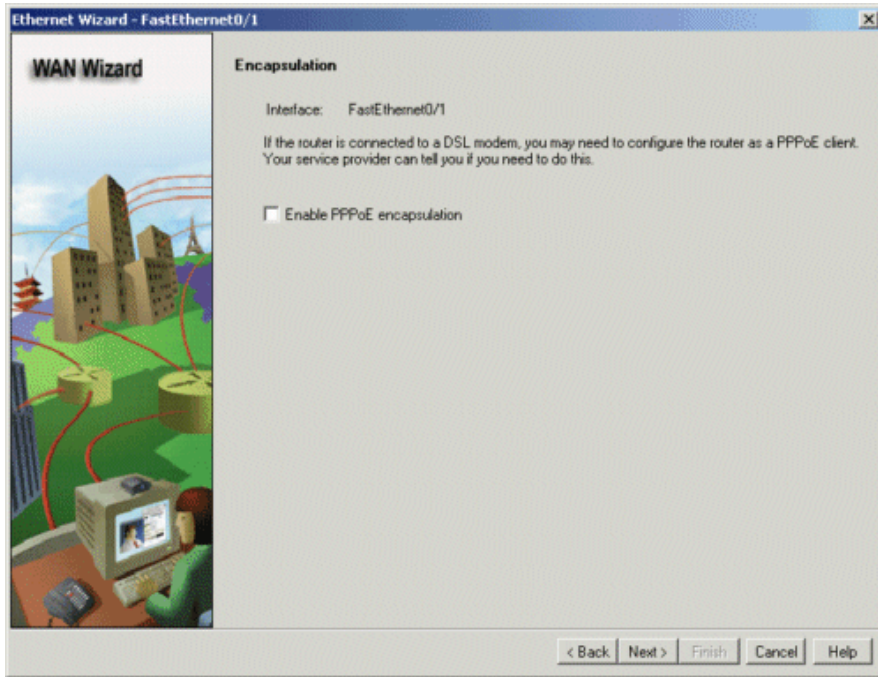 Ethernet Wizard - FastEthernet0/1
WAN Wizard
Encapsulation
Interface: FastEthernet0/1
If the router is connected to a DSL modem, you may need to configure the router as a PPPoE client.
Your service provider can tell you if you need to do this.
Enable PPPoE encapsulation
< Back Next > Finish Cancel Help